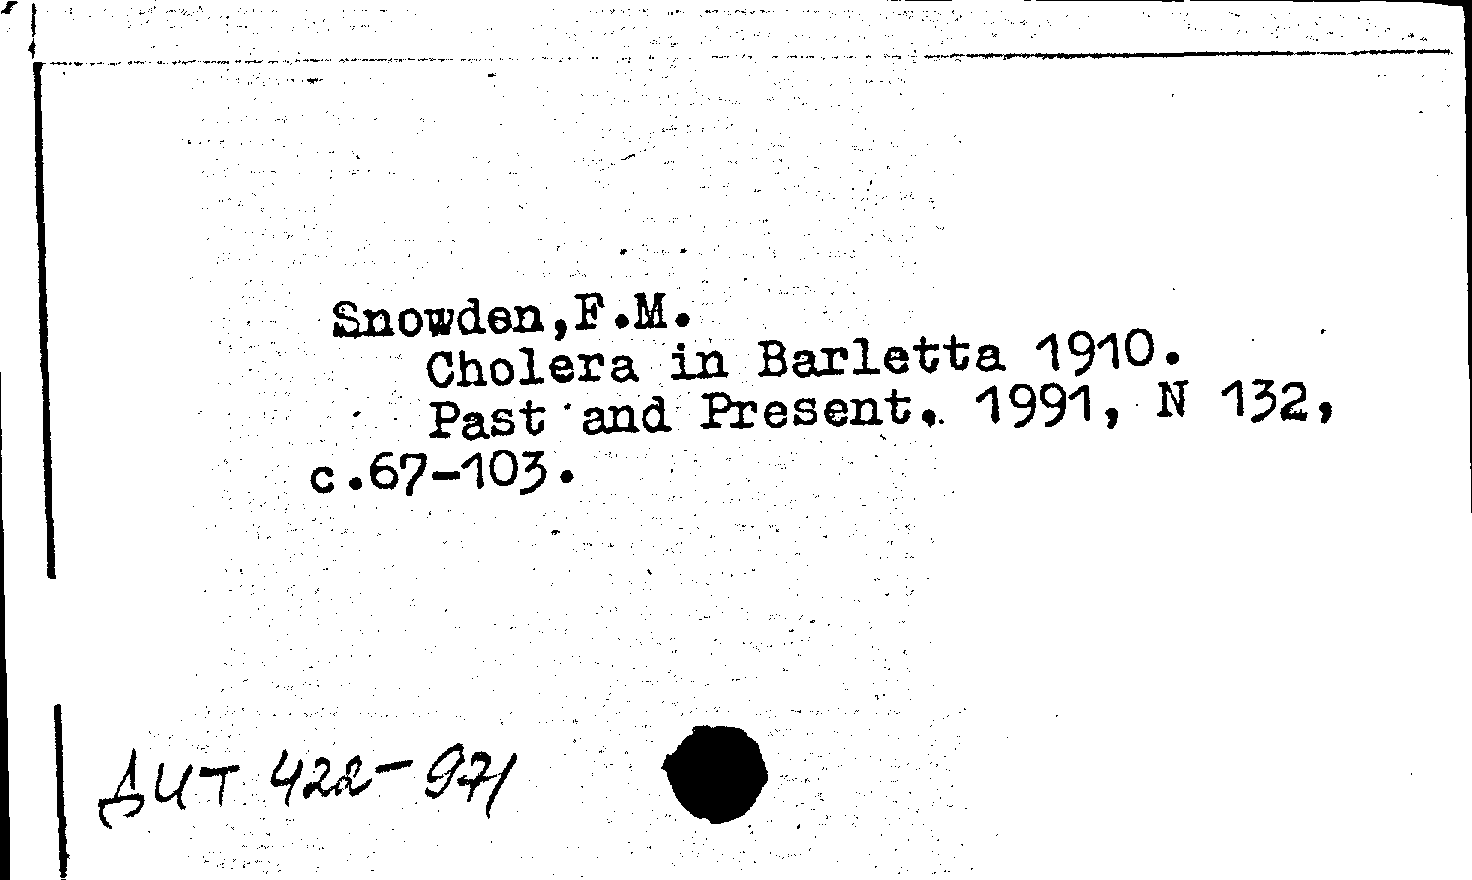 Snowden,F.M.
Cholera in Barletta 1910.
Past and Present. 1991, N 132,
с.67-103.
ДИТ 422-971